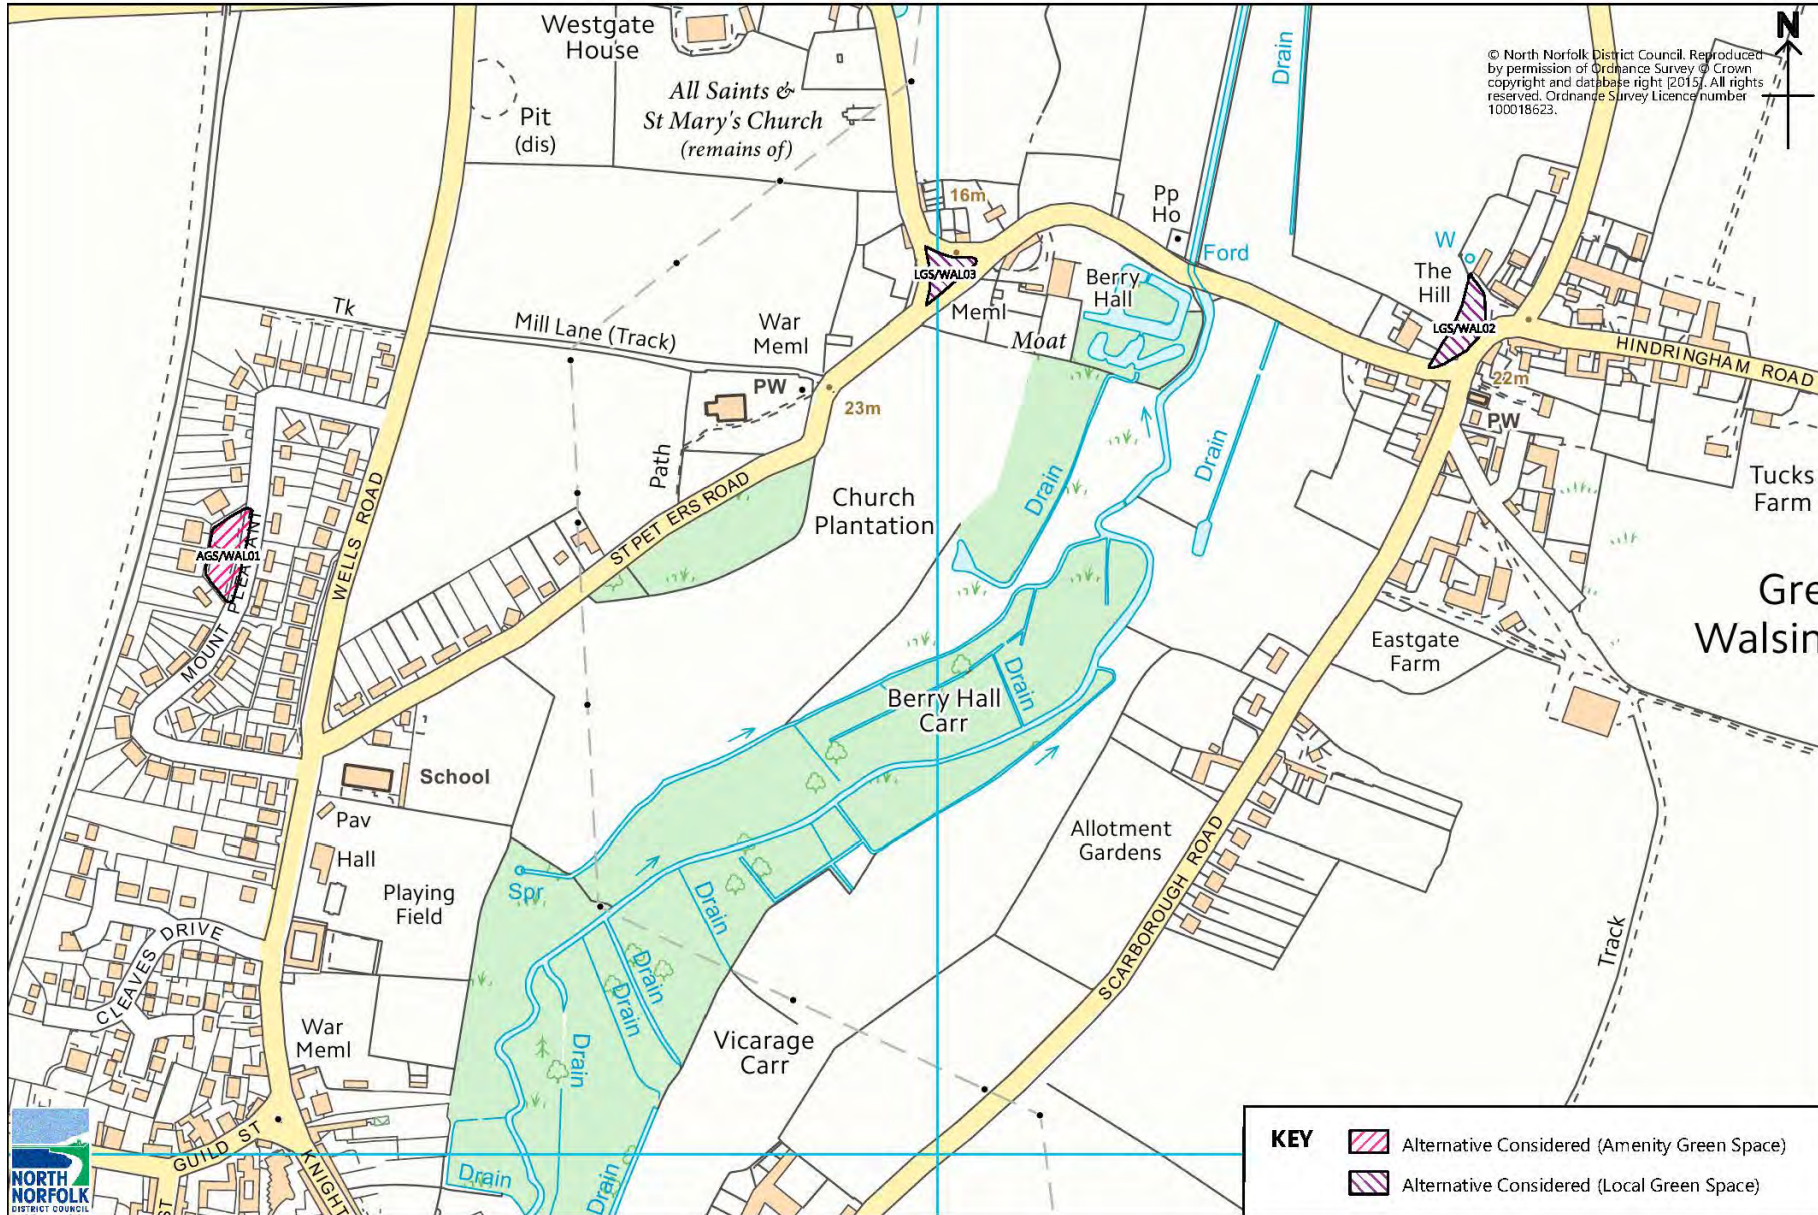 Westgate
House
Drain
N
© North Norfolk District Council. Reproduced
by permission of Ordnance Survey © Crown
copyright and database right [2015]. All rights
reserved. Ordnance Survey Licence number
100018623.
All Saints &
St Mary's Church
(remains of)
Pit
(dis)
16m
Pp
Ho
Ford
W
The
Hill
LGS/WAL03
Berry
Hall
Meml
Moat
LGS/WAL02
HINDRINGHAM ROAD
Tk
Mill Lane (Track)
War
Meml
PW
23m
22m
PW
Path
Drain
Drain
Church
Plantation
Tucks
Farm
ST PETERS ROAD
WELLS ROAD
AGS/WAL01
MOUNT PLEASANT
Gre
Walsin
Eastgate
Farm
Drain
Berry Hall
Carr
School
Pav
Hall
Playing
Field
Allotment
Gardens
SCARBOROUGH ROAD
Spr
Drain
CLEAVES DRIVE
Drain
Drain
Drain
Track
War
Meml
Vicarage
Carr
GUILD ST
KNIGHT
ST
Drain
Drain
NORTH
NORFOLK
DISTRICT COUNCIL
KEY
Alternative Considered (Amenity Green Space)
Alternative Considered (Local Green Space)